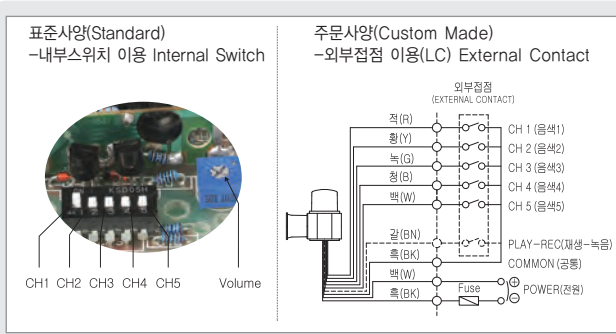 표준사양(Standard)
-내부스위치 이용 Internal Switch
KSD05H
CH1 CH2 CH3 CH4 CH5 Volume
주문사양(Custom Made)
-외부접점 이용(LC) External Contact
외부접점
(EXTERNAL CONTACT)
적(R) CH 1 (음색1)
황(Y) CH 2 (음색2)
녹(G) CH 3 (음색3)
청(B) CH 4 (음색4)
백(W) CH 5 (음색5)
갈(BN) PLAY-REC(재생-녹음)
흑(BK) COMMON (공통)
백(W) ⊕
Fuse POWER(전원)
흑(BK) ⊖